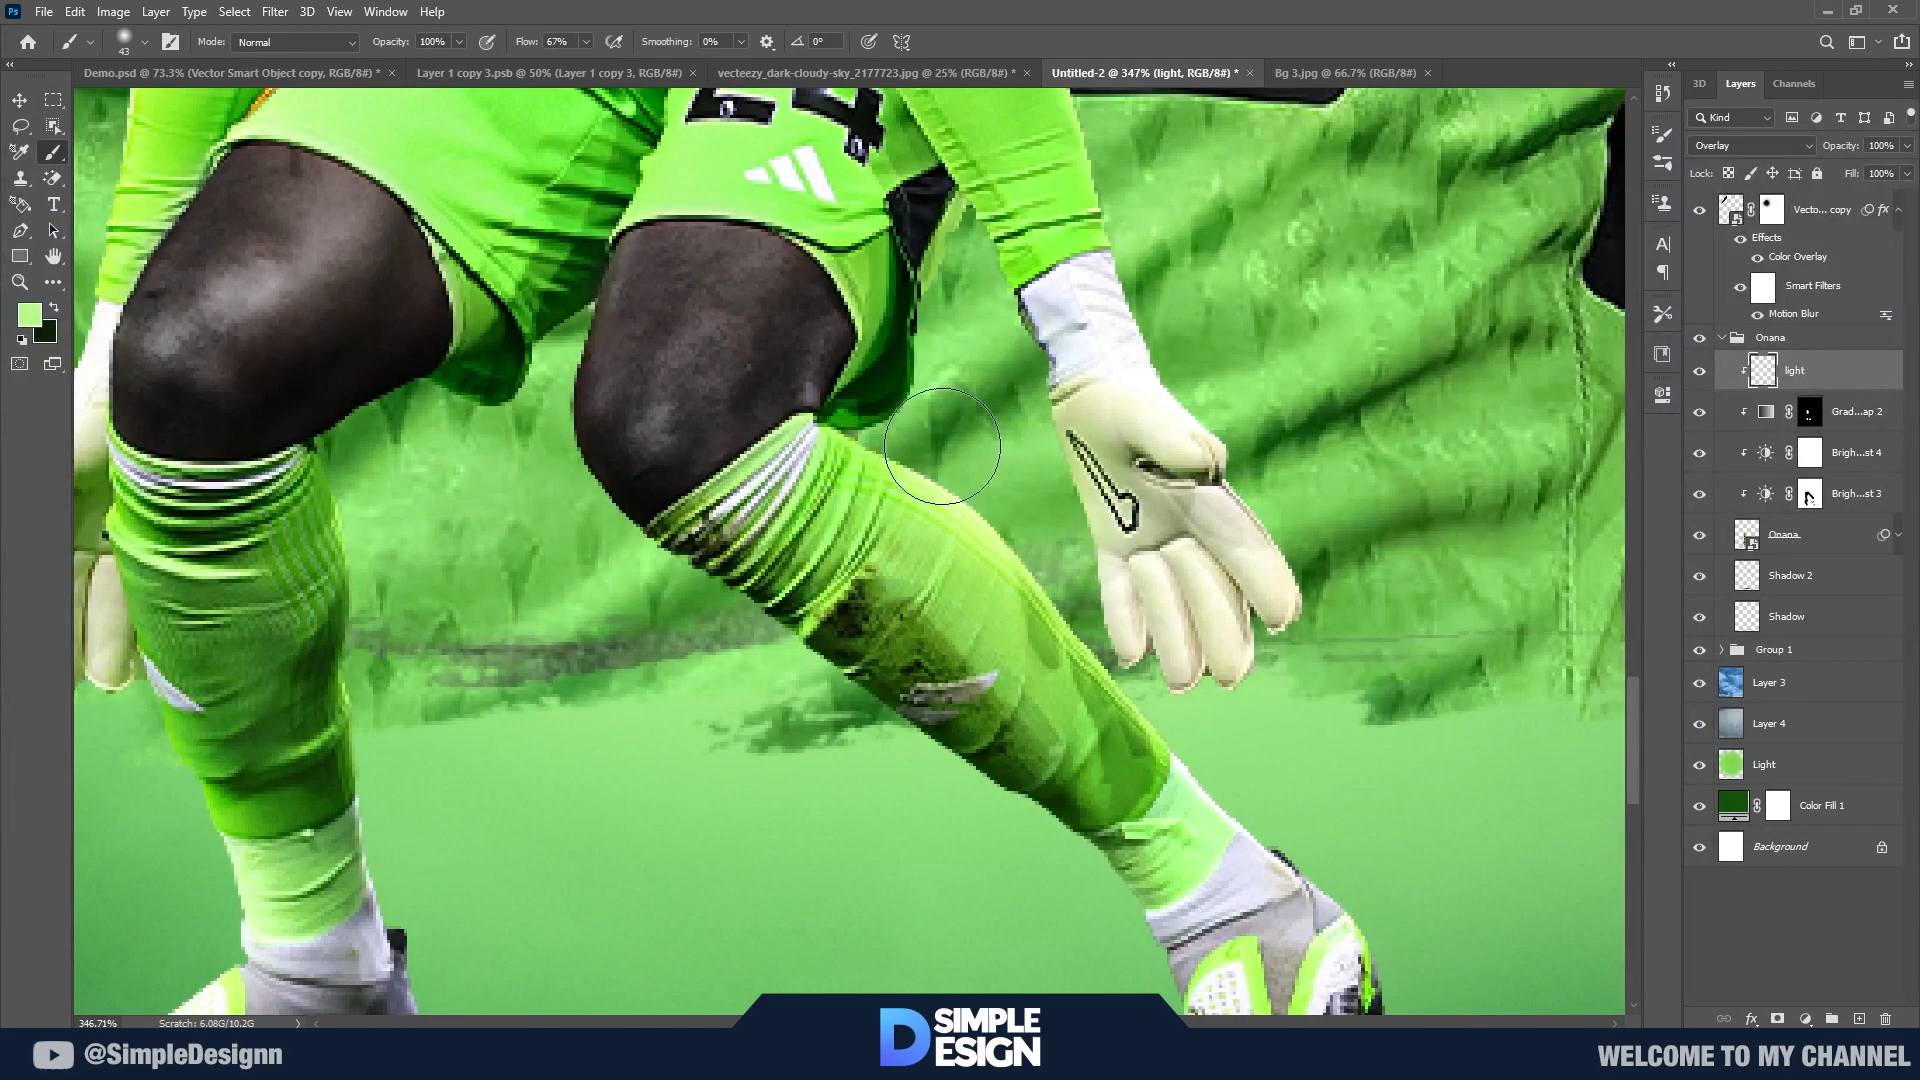 Ps File Edit Image Layer Type Select Filter 3D View Window Help
43 Mode: Normal Opacity: 100% Flow: 67% Smoothing: 0% 0°
Demo.psd @ 73.3% (Vector Smart Object copy, RGB/8#) *
Layer 1 copy 3.psb @ 50% (Layer 1 copy 3, RGB/8#)
vecteezy_dark-cloudy-sky_2177723.jpg @ 25% (RGB/8#) *
Untitled-2 @ 347% (light, RGB/8#) *
Bg 3.jpg @ 66.7% (RGB/8#)
3D Layers Channels
Kind
Overlay Opacity: 100%
Lock: Fill: 100%
Vecto... copy fx
Effects
Color Overlay
Smart Filters
Motion Blur
Onana
light
Grad...ap 2
Brigh...st 4
Brigh...st 3
Onana
Shadow 2
Shadow
Group 1
Layer 3
Layer 4
Light
Color Fill 1
Background
346.71% Scratch: 6.08G/10.2G
@SimpleDesignn
SIMPLE
DESIGN
WELCOME TO MY CHANNEL